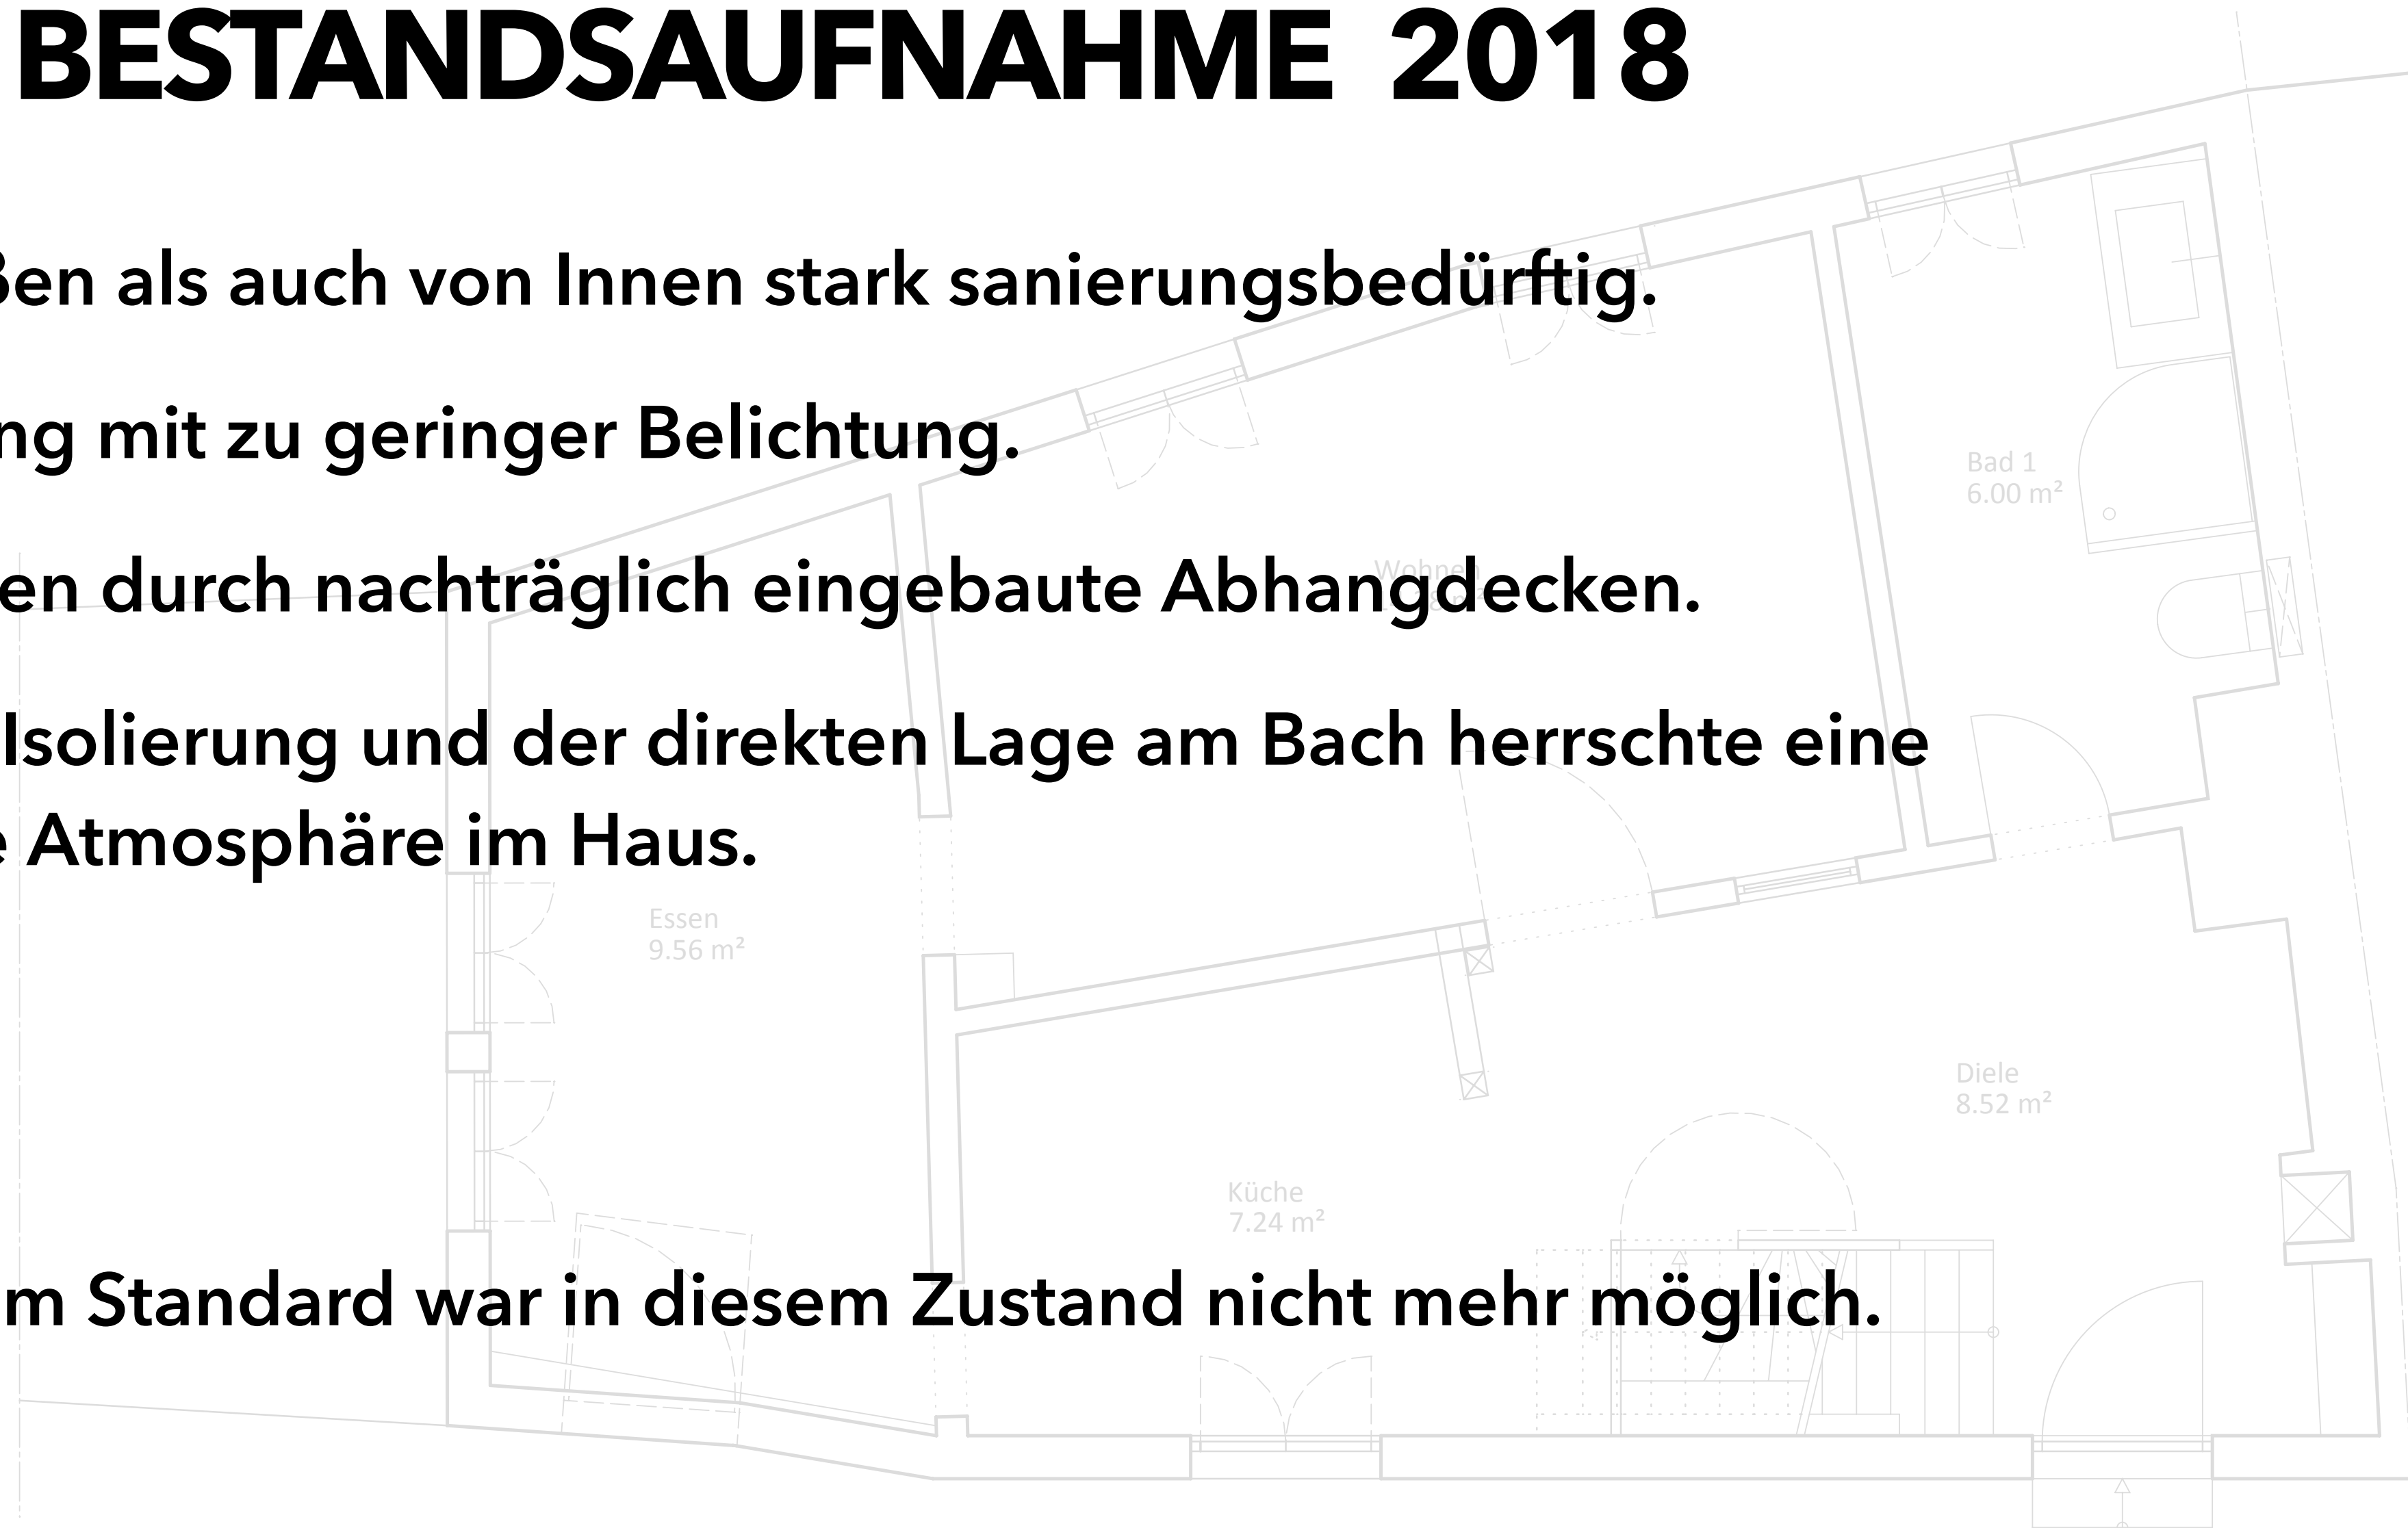 BESTANDSAUFNAHME 2018
ßen als auch von Innen stark sanierungsbedürftig.
ng mit zu geringer Belichtung.
Bad 1
6.00 m²
Wohnen
en durch nachträglich eingebaute Abhangdecken.
Isolierung und der direkten Lage am Bach herrschte eine
e Atmosphäre im Haus.
Essen
9.56 m²
Diele
8.52 m²
Küche
7.24 m²
m Standard war in diesem Zustand nicht mehr möglich.